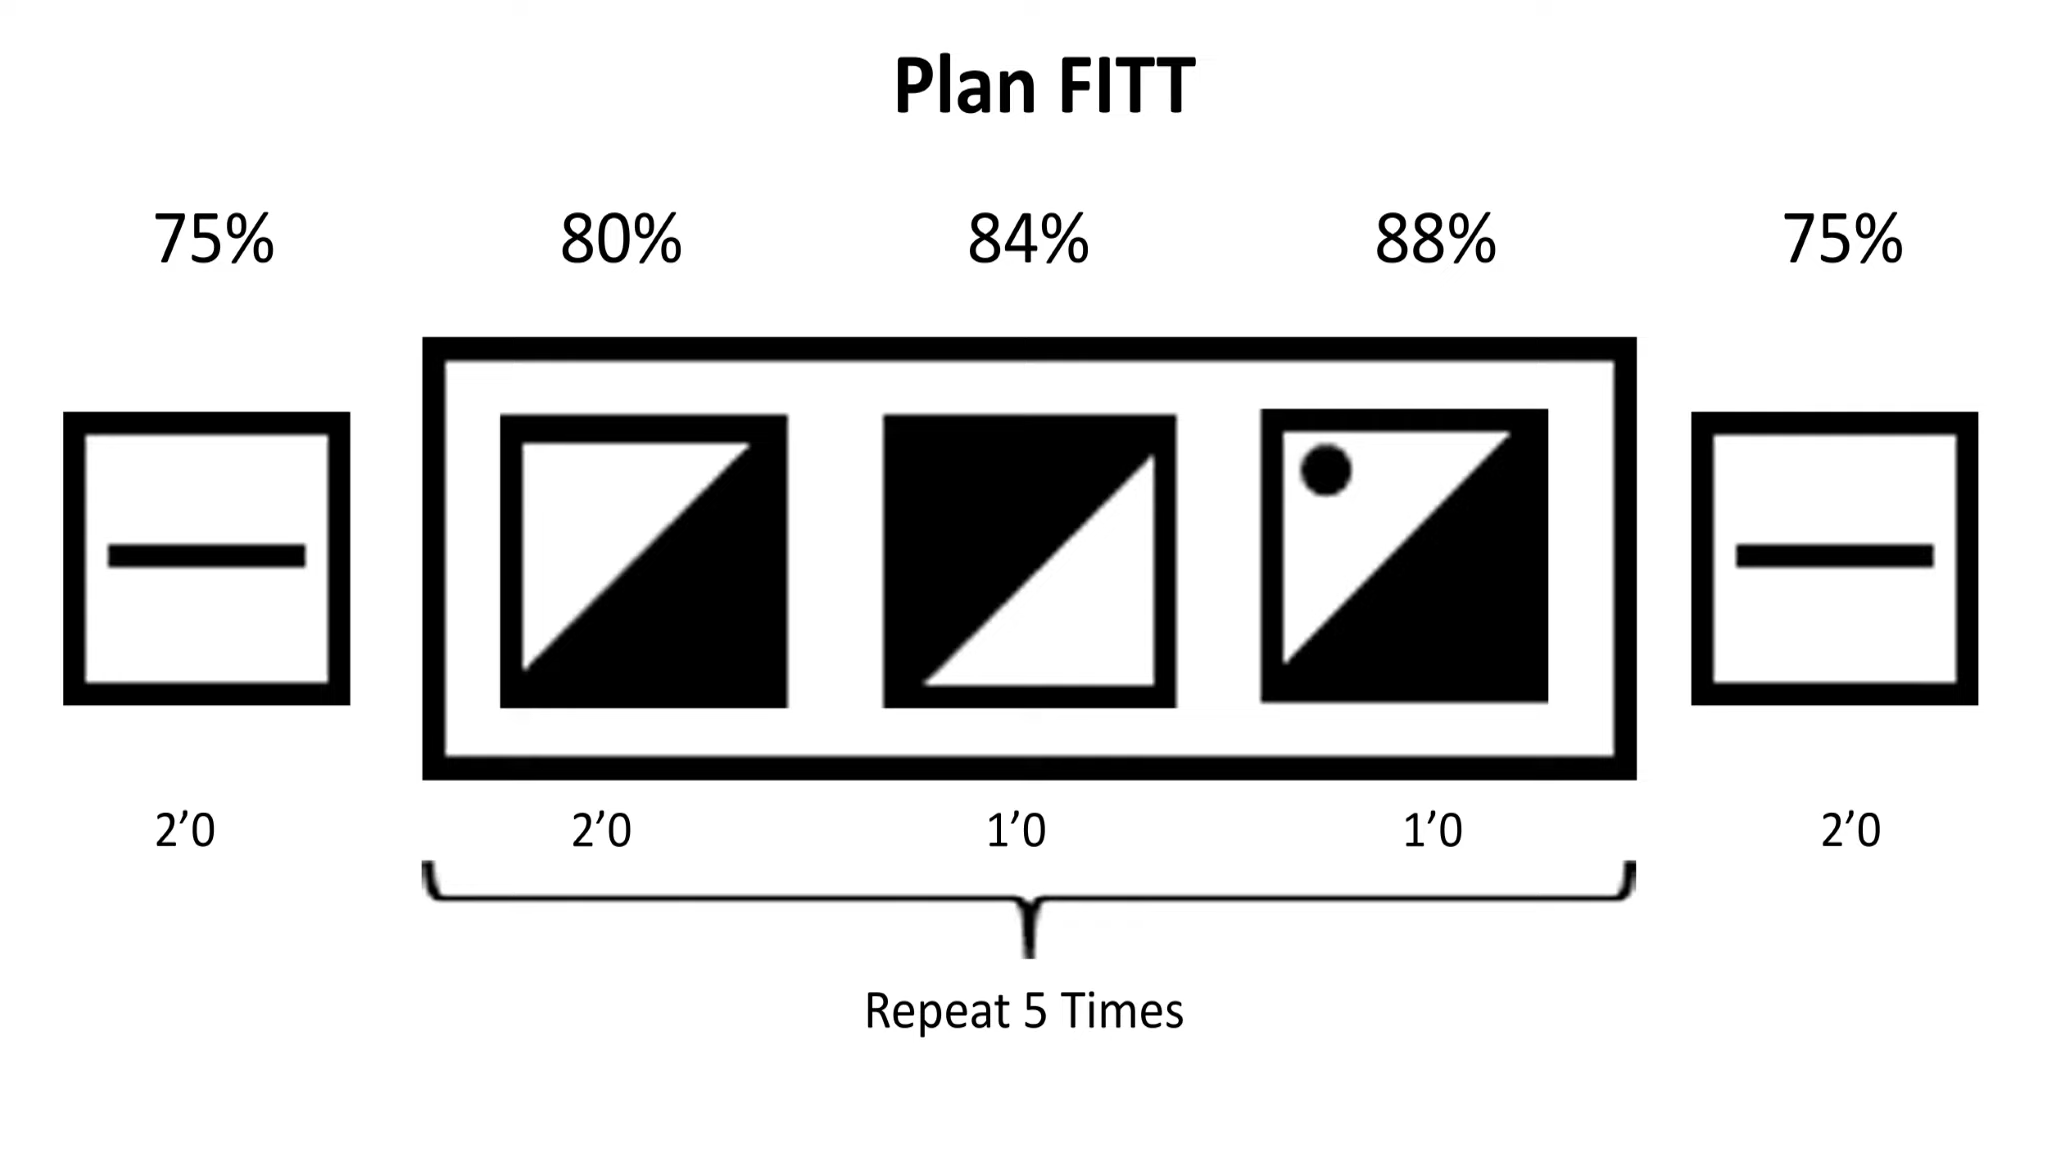 Plan FITT
75% 80% 84% 88% 75%
2’0 2’0 1’0 1’0 2’0
Repeat 5 Times